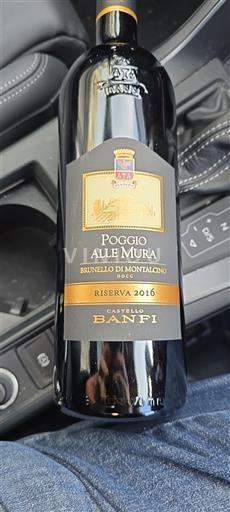 POGGIO
ALLE MURA
BRUNELLO DI MONTALCINO
DOCG
RISERVA 2016
CASTELLO
BANFI